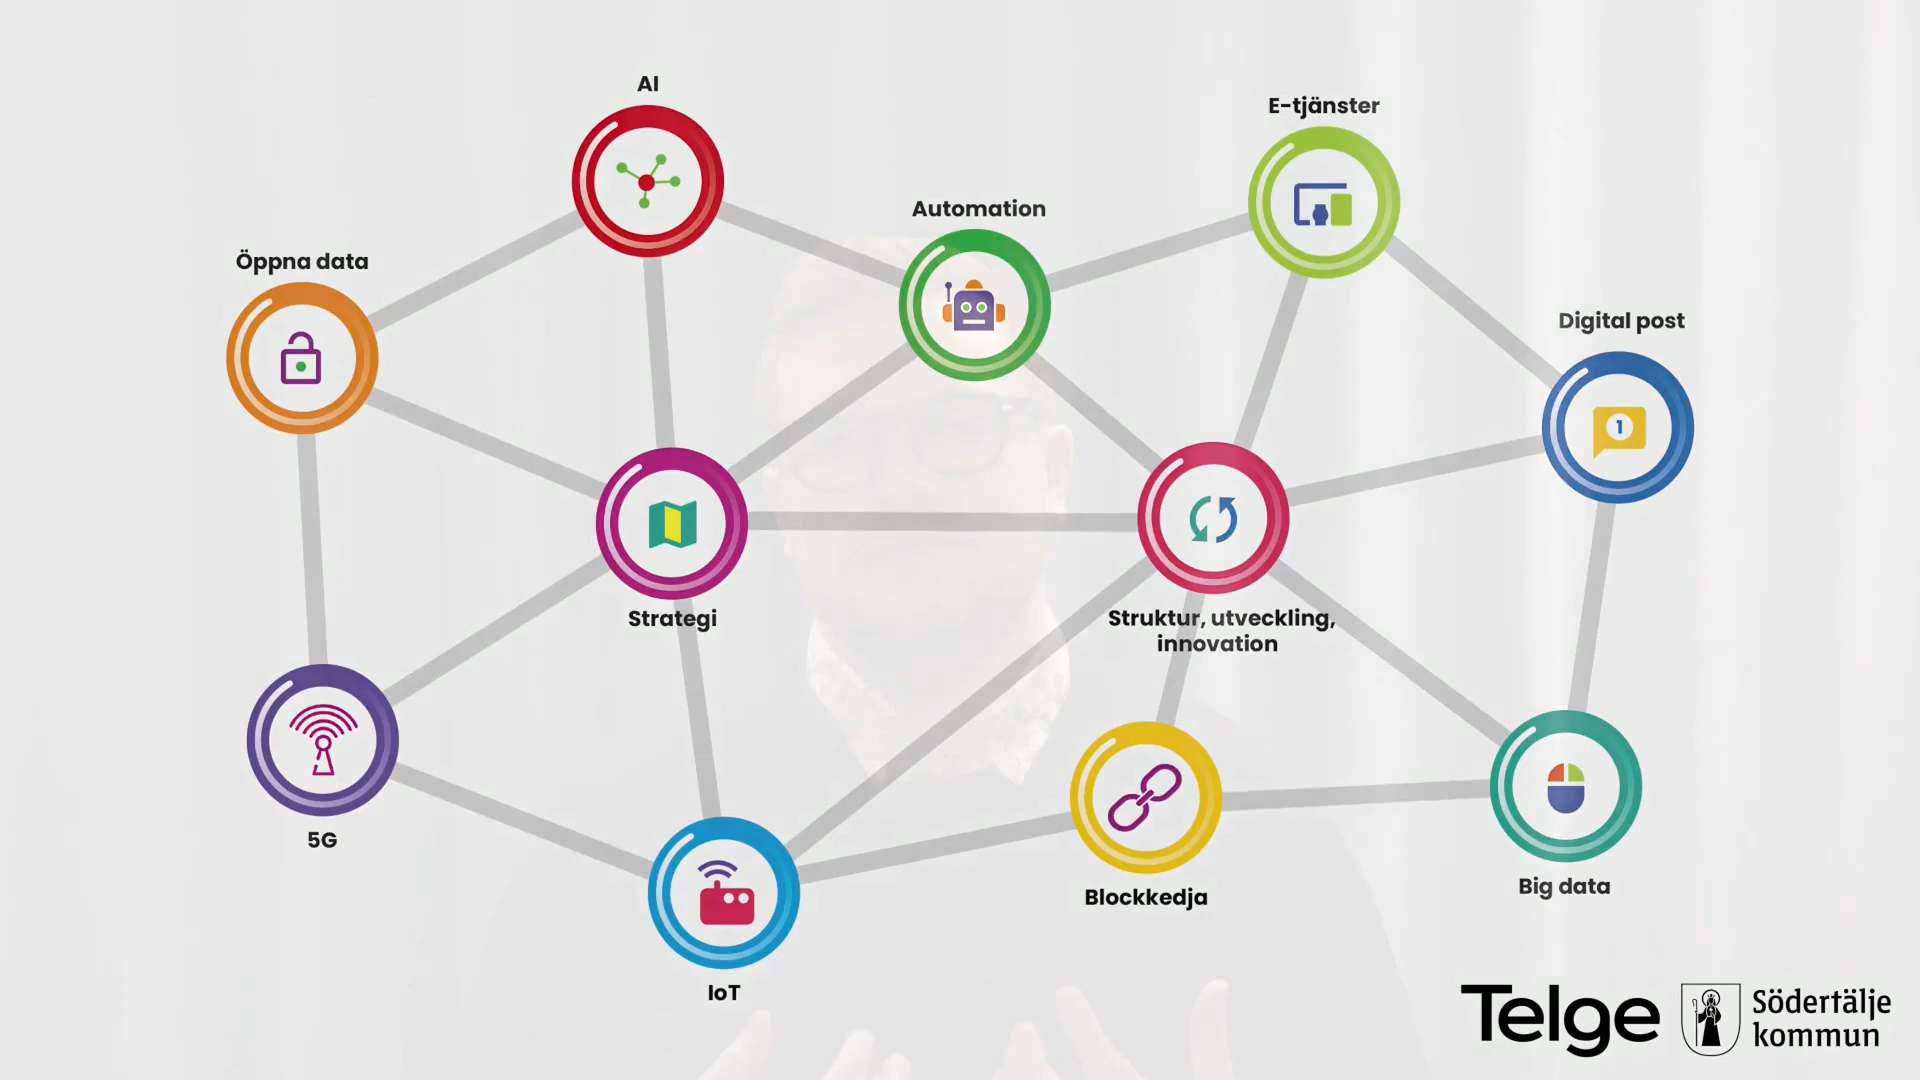 AI
E-tjänster
Automation
Öppna data
Digital post
1
Strategi
Struktur, utveckling,
innovation
5G
Big data
Blockkedja
IoT
Telge
Södertälje
kommun